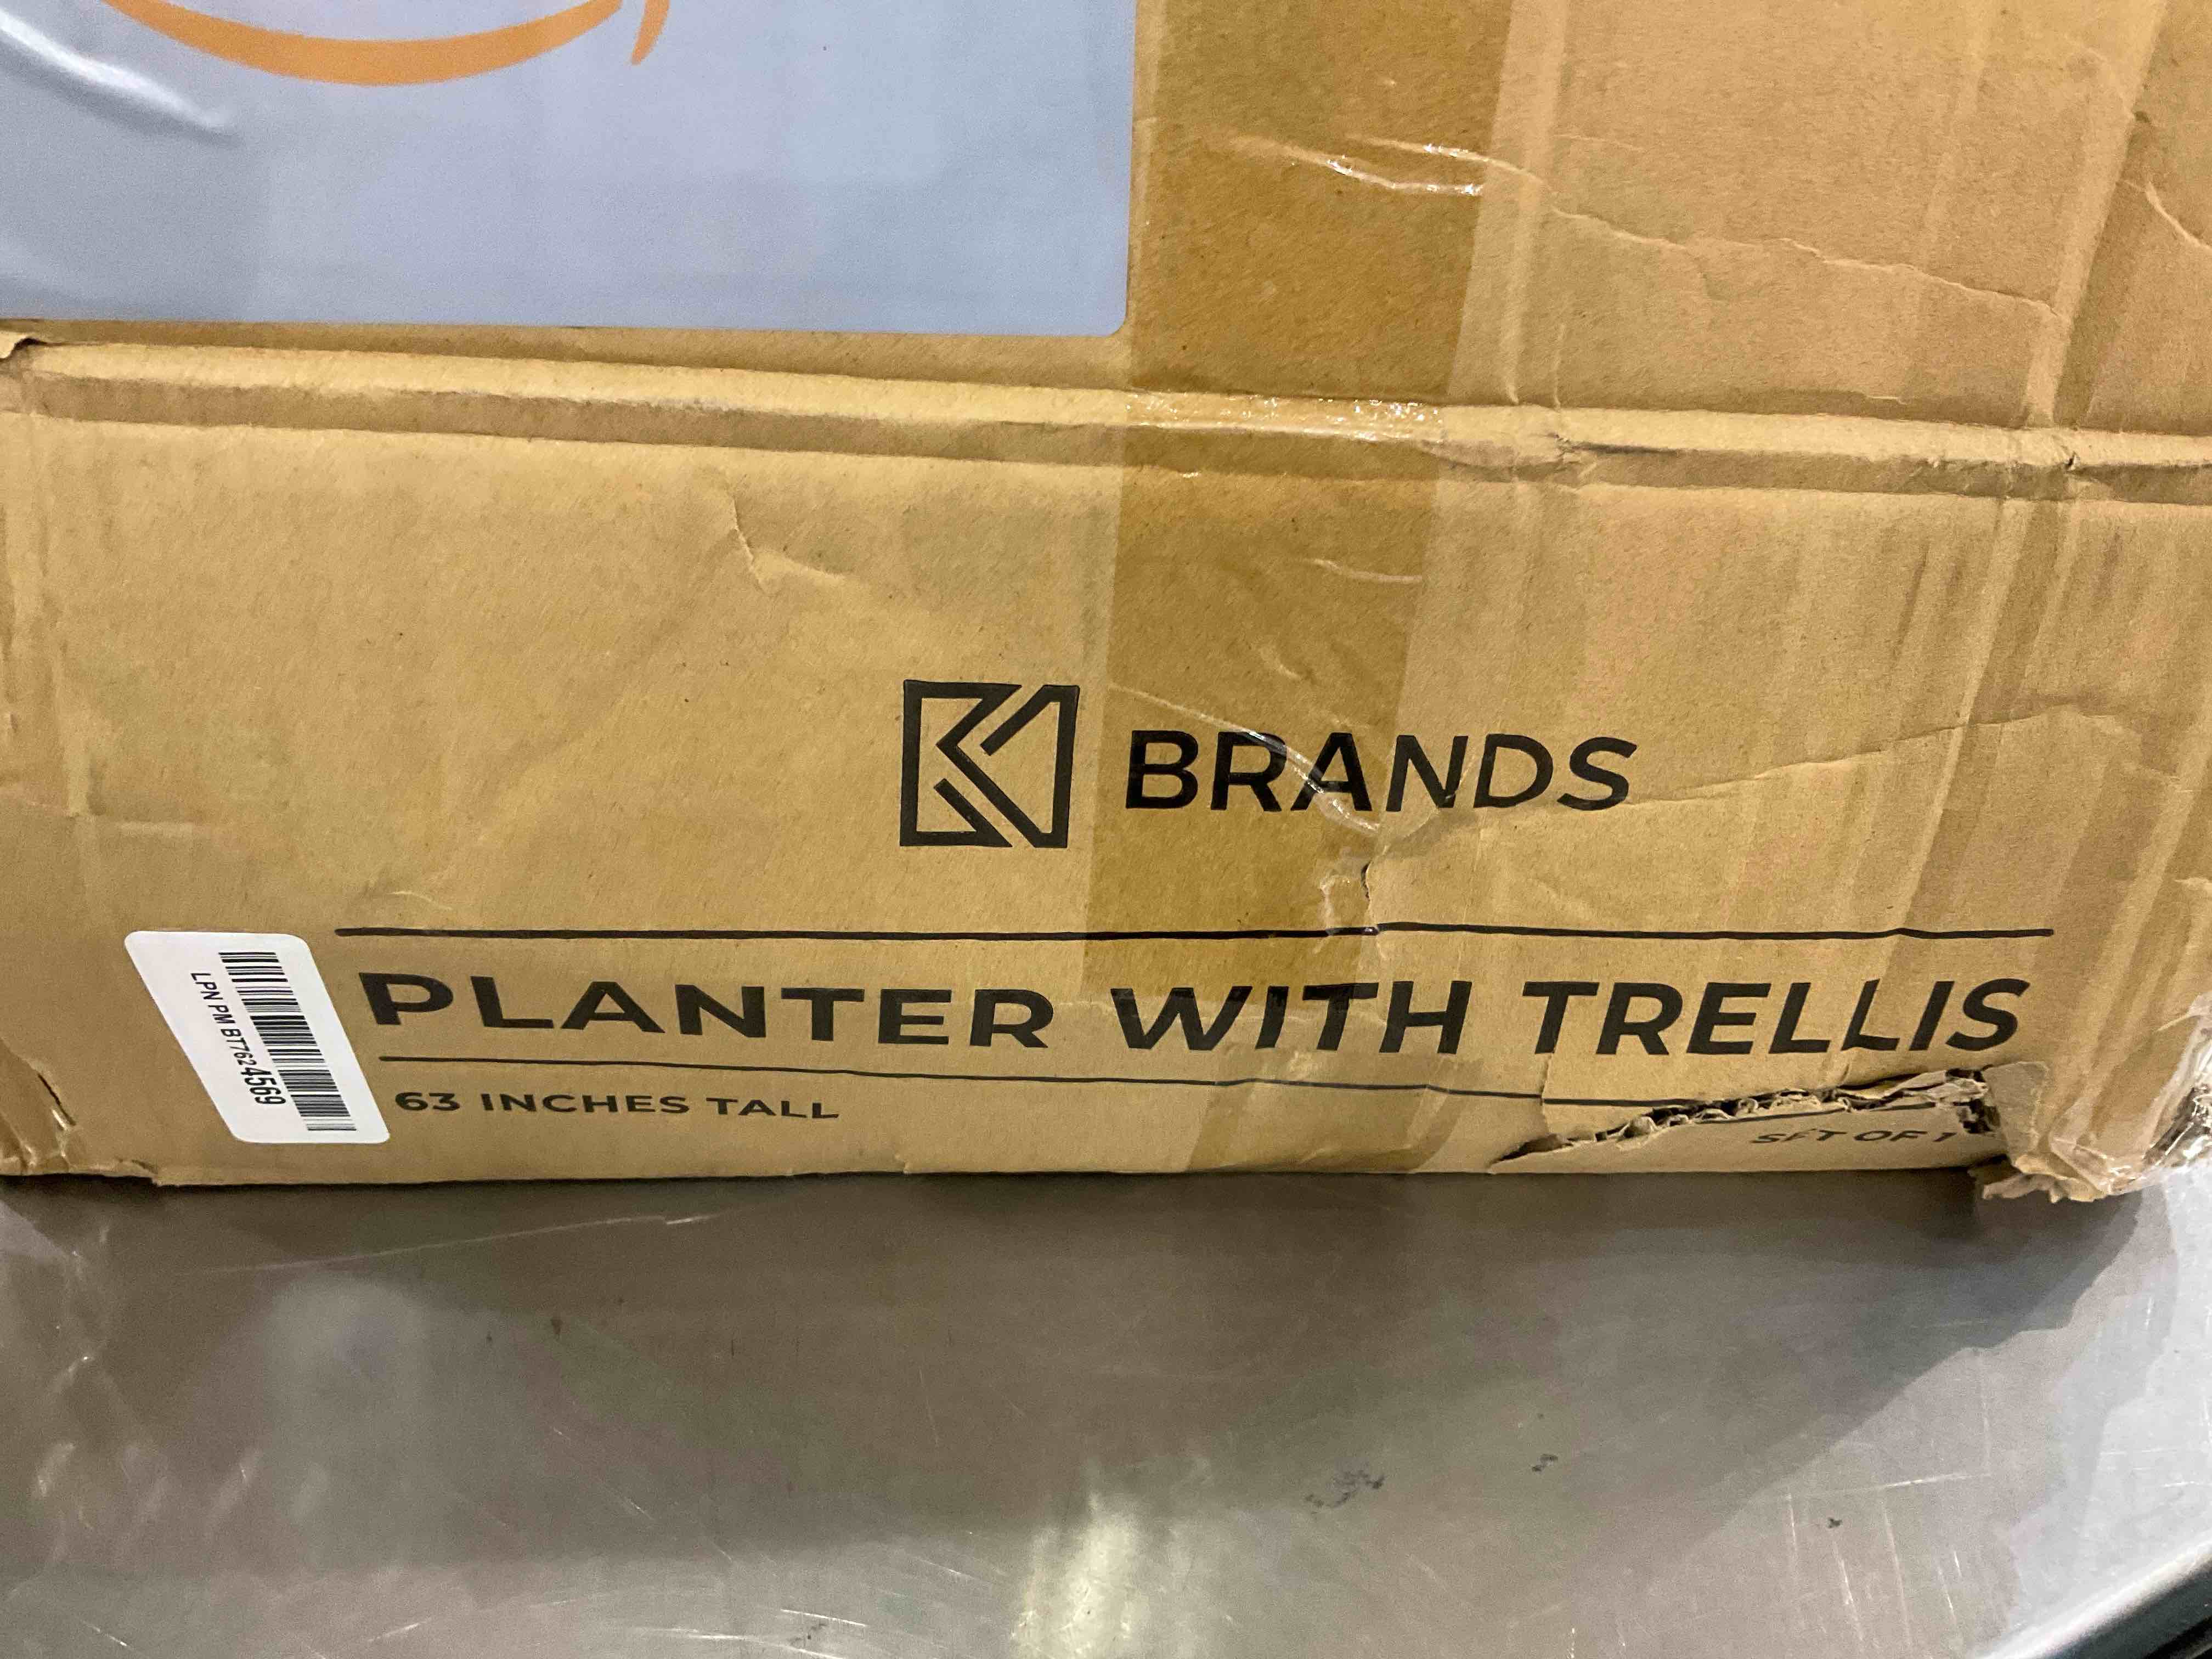 BRANDS
PLANTER WITH TRELLIS
63 INCHES TALL
SET OF 1
LPN PM BT7624569